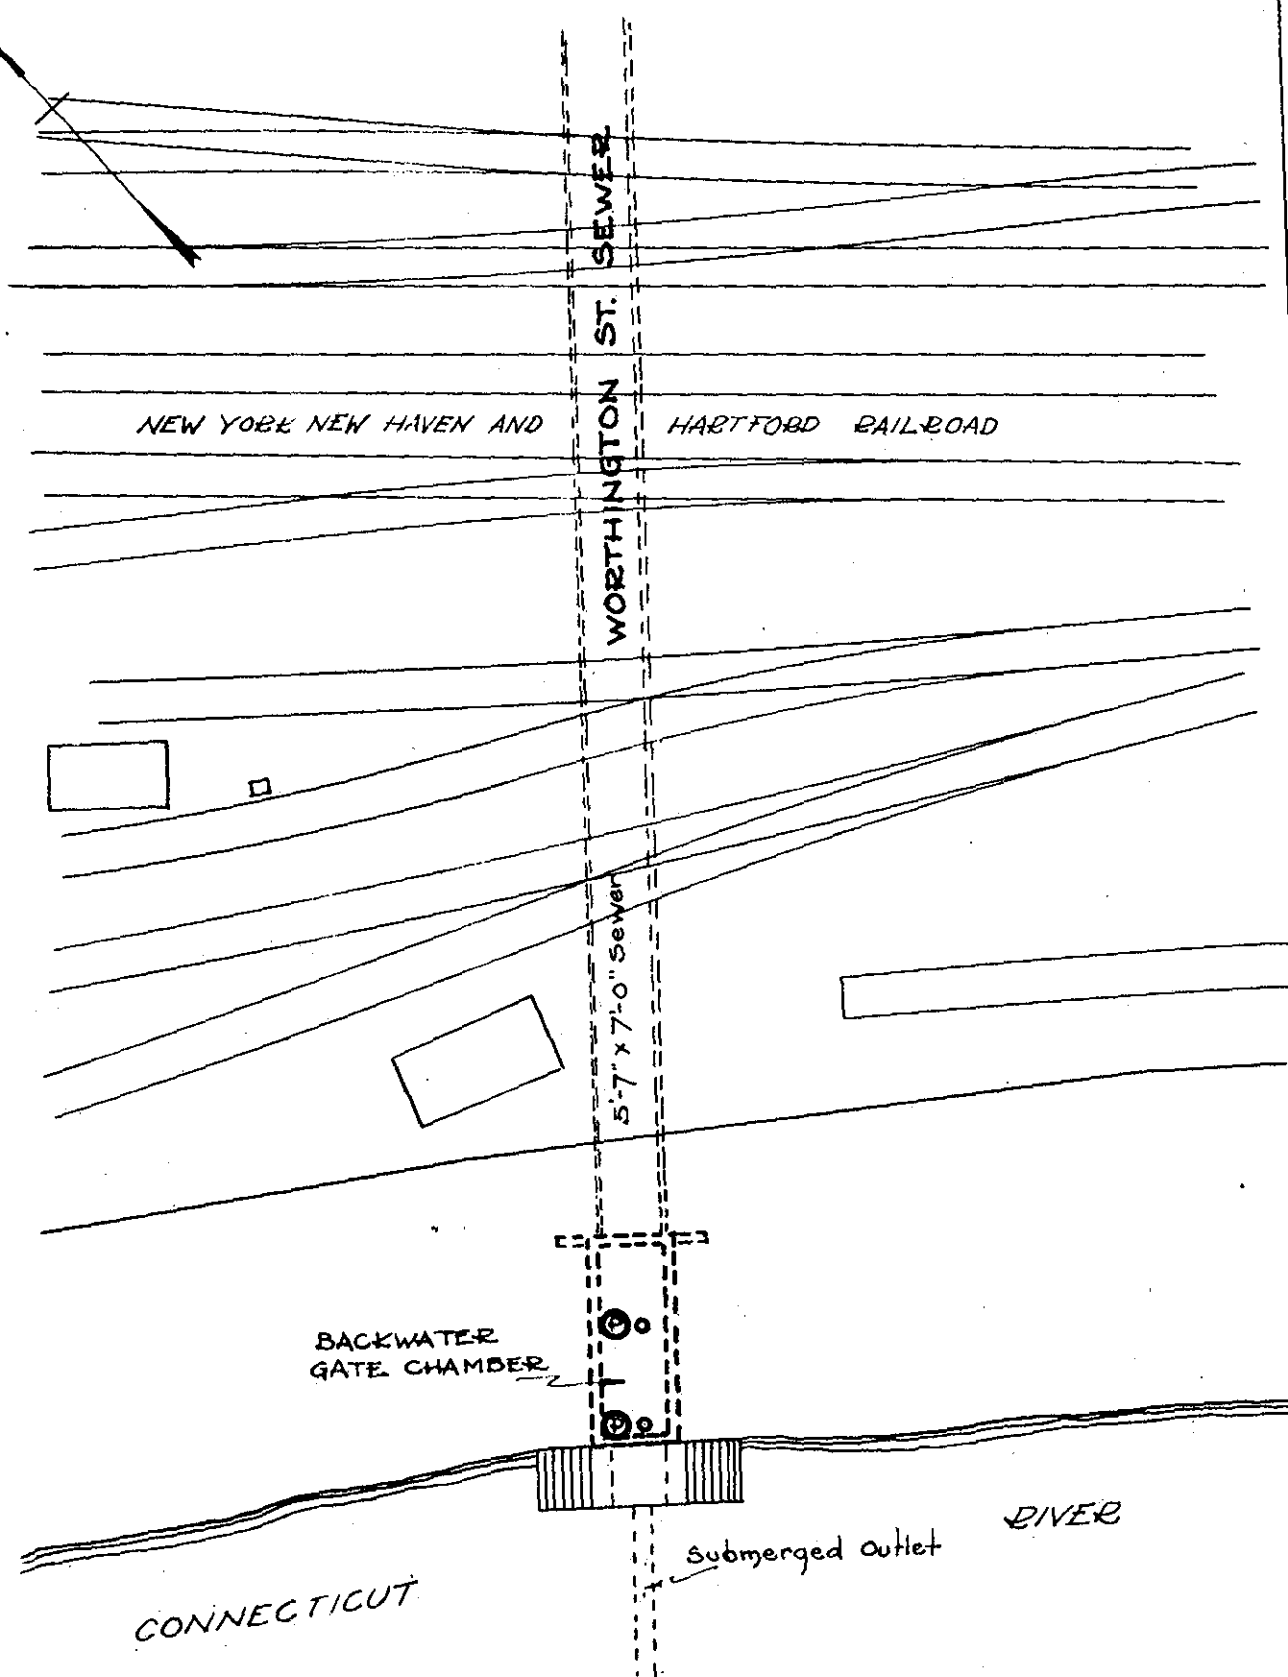 WORTHINGTON ST. SEWER
NEW YORK NEW HAVEN AND HARTFORD RAILROAD
5'-7" x 7'-0" Sewer
BACKWATER
GATE CHAMBER
RIVER
Submerged Outlet
CONNECTICUT